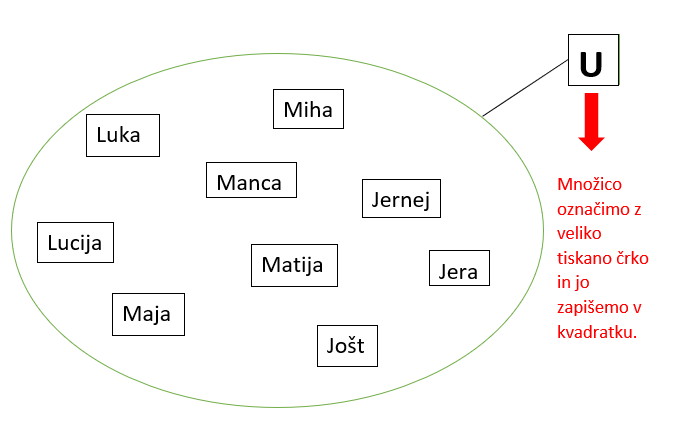 U
Miha
Luka
Manca
Jernej
Lucija
Matija
Jera
Maja
Jošt
Množico
označimo z
veliko
tiskano črko
in jo
zapišemo v
kvadratku.